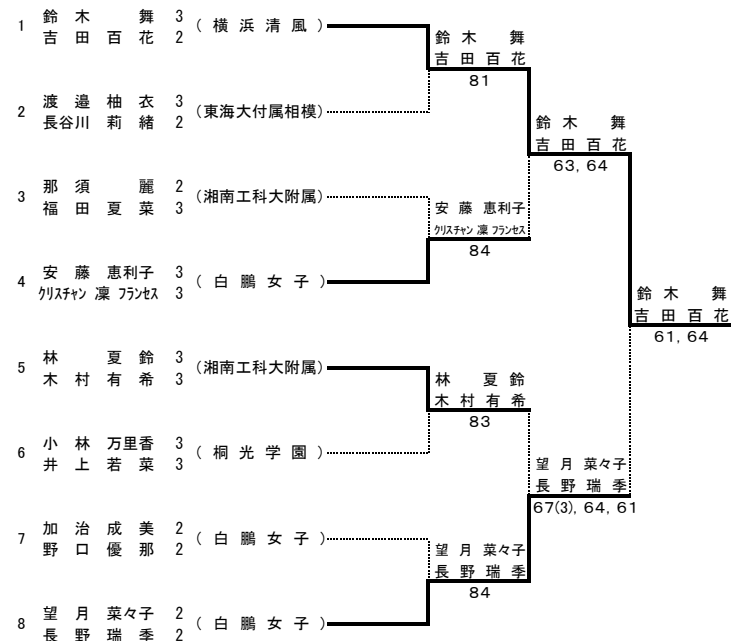 鈴木 舞 3
1 (横浜清風)
吉田百花 2
鈴木 舞
吉田百花
81
渡邉柚衣 3
2 (東海大付属相模)
長谷川 莉緒 2
鈴木 舞
吉田百花
63, 64
那須 麗 2
3 (湘南工科大附属)
福田夏菜 3
安藤 恵利子
クリスチャン 凜 フランセス
84
安藤 恵利子 3
4 (白鵬女子)
クリスチャン 凜 フランセス 3
鈴木 舞
吉田百花
61, 64
林 夏鈴 3
5 (湘南工科大附属)
木村有希 3
林 夏鈴
木村有希
83
小林 万里香 3
6 (桐光学園)
井上若菜 3
望月 菜々子
長野瑞季
67(3), 64, 61
加治成美 2
7 (白鵬女子)
野口優那 2
望月 菜々子
長野瑞季
84
望月 菜々子 2
8 (白鵬女子)
長野瑞季 2